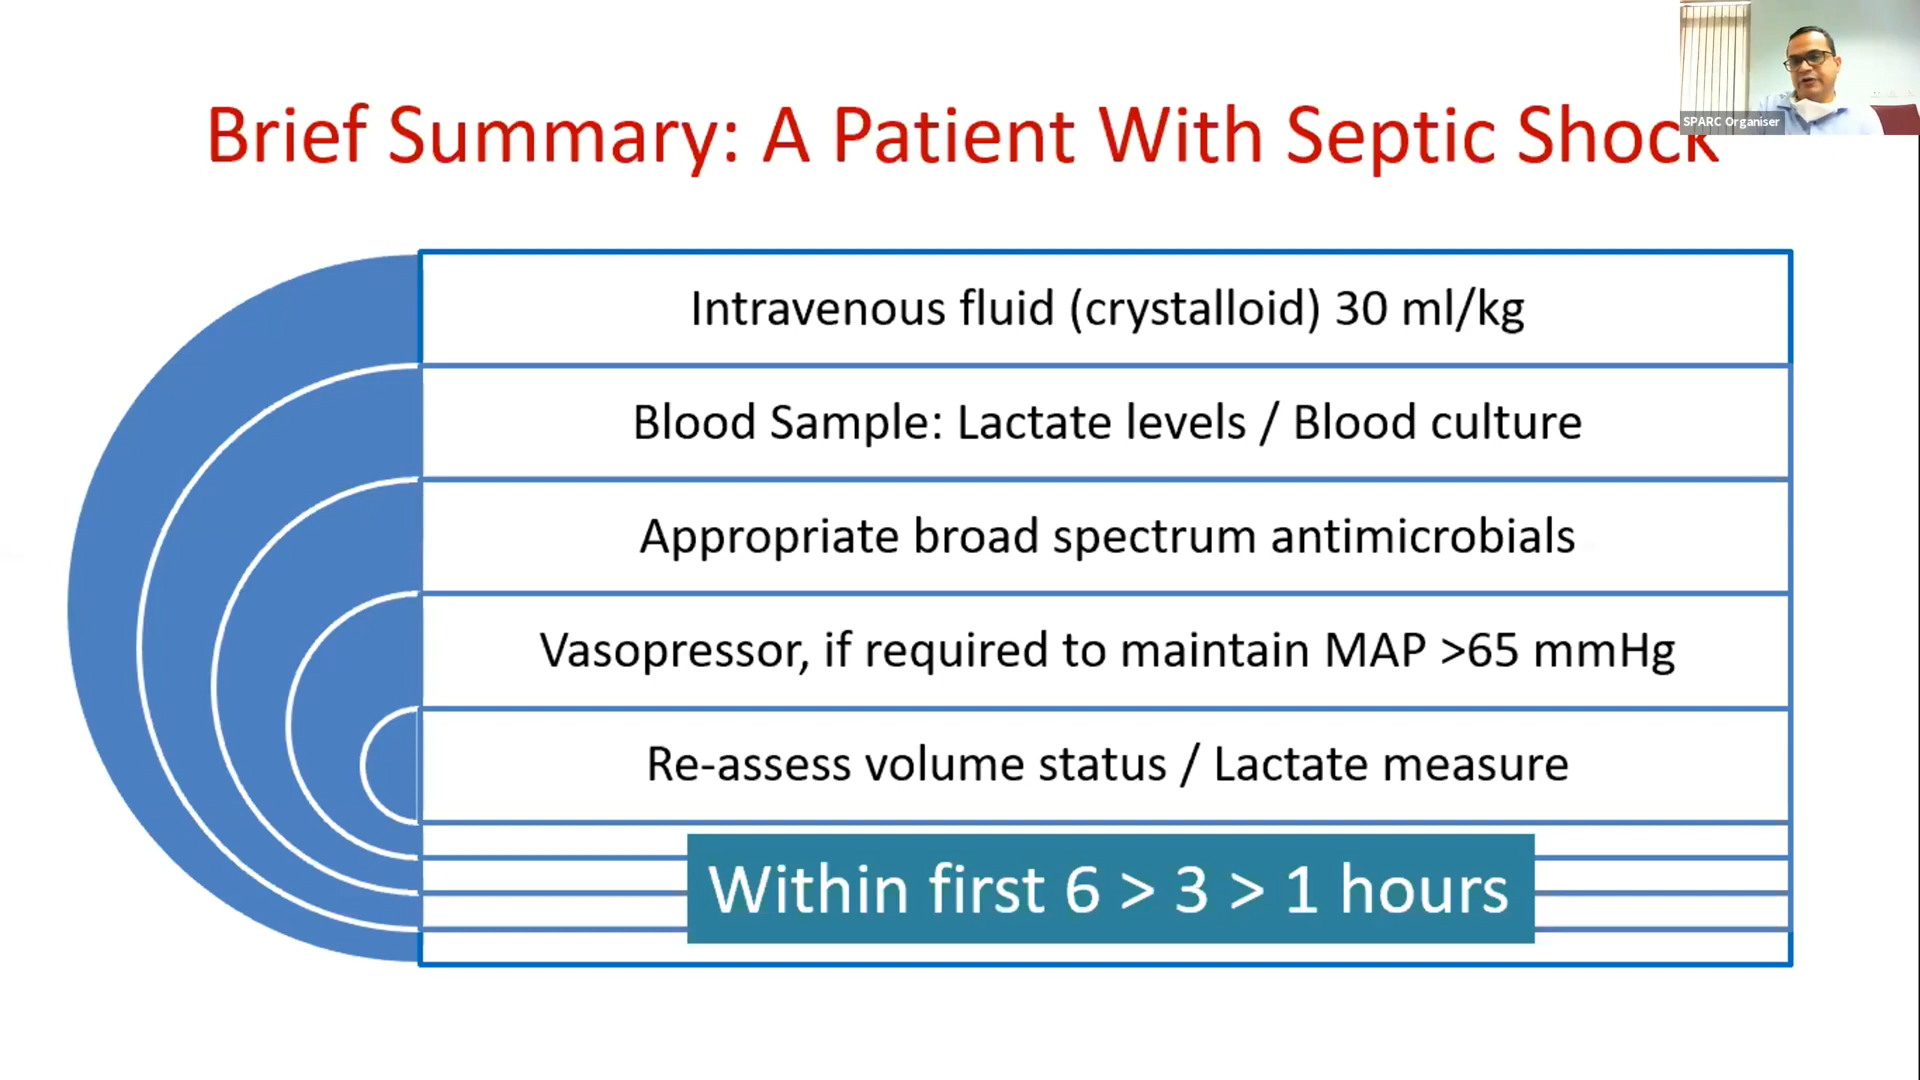 SPARC Organiser
Brief Summary: A Patient With Septic Shock
Intravenous fluid (crystalloid) 30 ml/kg
Blood Sample: Lactate levels / Blood culture
Appropriate broad spectrum antimicrobials
Vasopressor, if required to maintain MAP >65 mmHg
Re-assess volume status / Lactate measure
Within first 6 > 3 > 1 hours